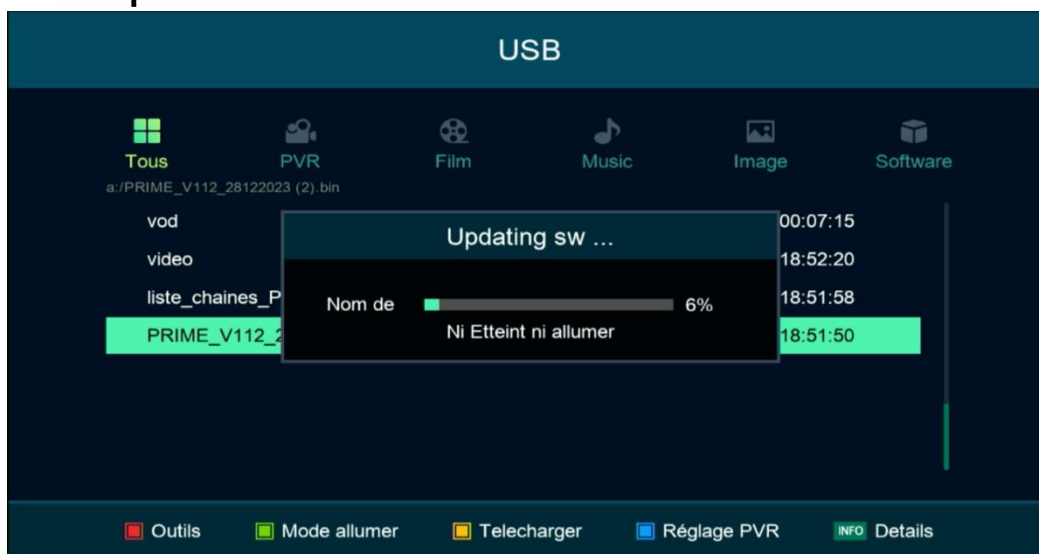 USB
Tous PVR Film Music Image Software
a:/PRIME_V112_28122023 (2).bin
vod 00:07:15
Updating sw ...
video 18:52:20
liste_chaines_P 18:51:58
Nom de 6%
Ni Etteint ni allumer
PRIME_V112_2 18:51:50
Outils Mode allumer Telecharger Réglage PVR INFO Details